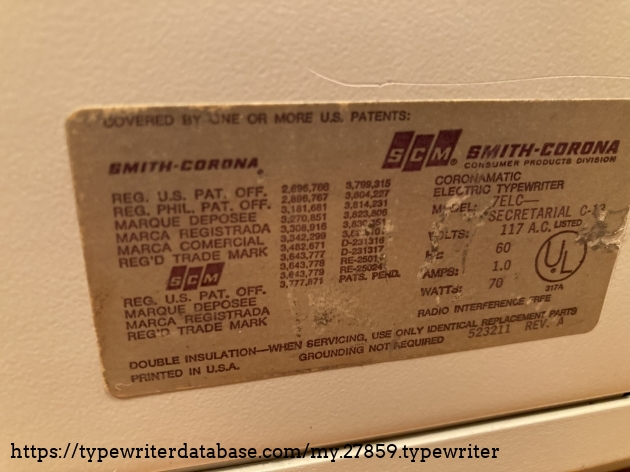 COVERED BY ONE OR MORE U.S. PATENTS:
SMITH-CORONA®
REG. U.S. PAT. OFF.
REG. PHIL. PAT. OFF.
MARQUE DEPOSEE
MARCA REGISTRADA
MARCA COMERCIAL
REG'D TRADE MARK
SCM
REG. U.S. PAT. OFF.
MARQUE DEPOSEE
MARCA REGISTRADA
REG'D TRADE MARK
2,696,766
2,896,767
3,181,681
3,270,851
3,308,916
3,342,299
3,482,671
3,643,777
3,643,778
3,643,779
3,777,871
3,799,315
3,804,227
3,814,231
3,823,806
D-231316
D-231317
PATS. PEND.
SCM® SMITH-CORONA
CONSUMER PRODUCTS DIVISION
CORONAMATIC
ELECTRIC TYPEWRITER
MODEL: 7ELC—
SECRETARIAL
VOLTS: 117 A.C.
60
AMPS: 1.0
WATTS: 70
UL LISTED
217A
RADIO INTERFERENCE
DOUBLE INSULATION—WHEN SERVICING, USE ONLY IDENTICAL REPLACEMENT PARTS
GROUNDING NOT REQUIRED 523211 REV. A
PRINTED IN U.S.A.
https://typewriterdatabase.com/my.27859.typewriter